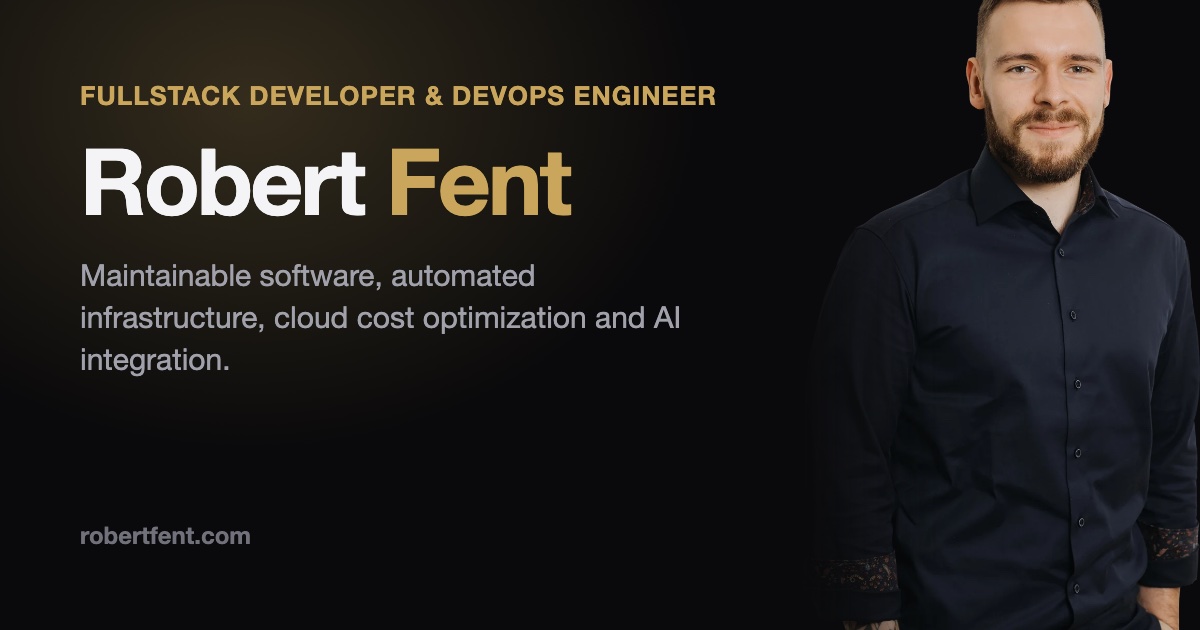 FULLSTACK DEVELOPER & DEVOPS ENGINEER
Robert Fent
Maintainable software, automated
infrastructure, cloud cost optimization and AI
integration.
robertfent.com